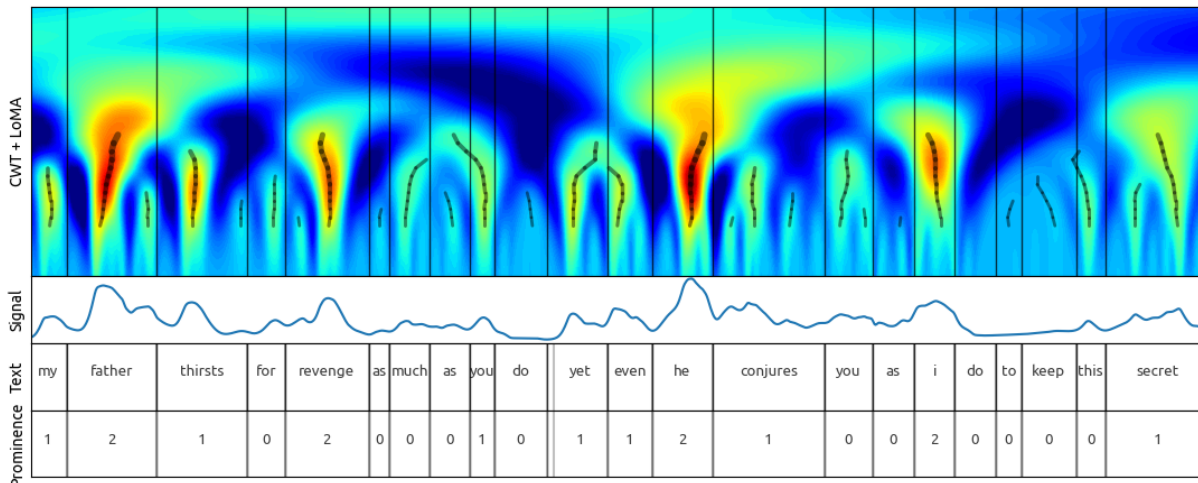 CWT + LoMA
Signal
Text
my father thirsts for revenge as much as you do yet even he conjures you as i do to keep this secret
Prominence
1 2 1 0 2 0 0 0 1 0 1 1 2 1 0 0 2 0 0 0 0 1